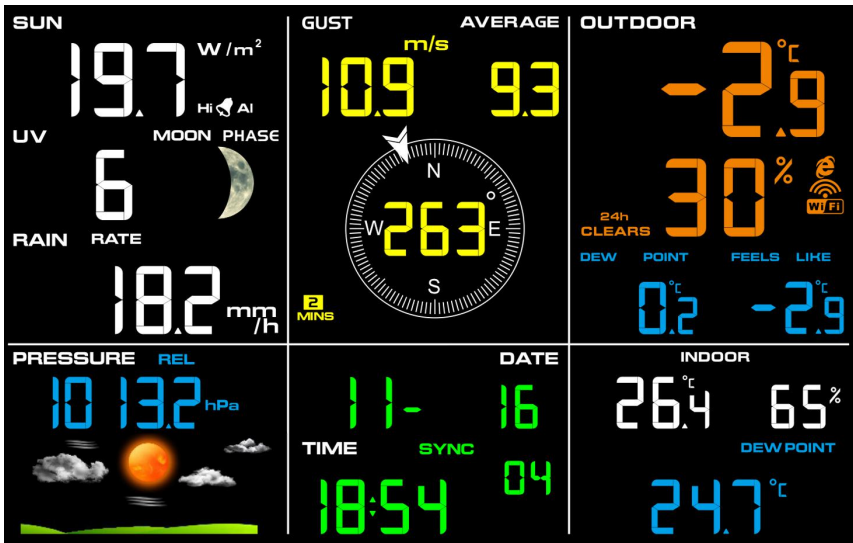 SUN
19.7 W/m²
Hi Al
UV MOON PHASE
6
RAIN RATE
18.2 mm/h
GUST AVERAGE
m/s
10.9 9.3
N
W 263° E
S
2
MINS
OUTDOOR
-2.9 °C
30%
24h
CLEARS
e
Wi Fi
DEW POINT FEELS LIKE
0.2 °C -2.9 °C
PRESSURE REL
1013.2 hPa
DATE
11- 16
TIME SYNC
18:54 04
INDOOR
26.4 °C 65%
DEW POINT
24.7 °C